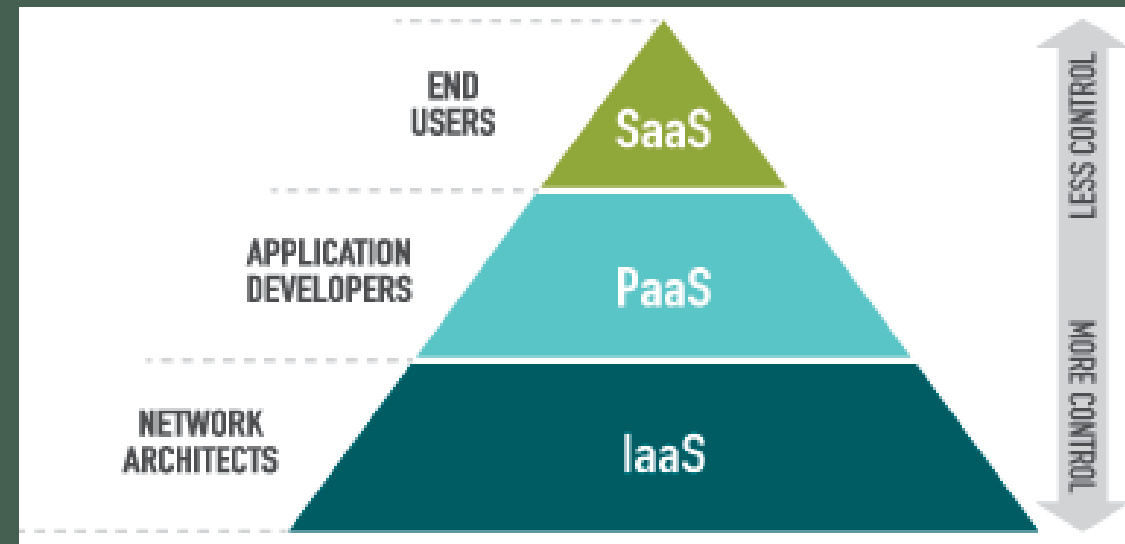 END
USERS
SaaS
APPLICATION
DEVELOPERS
PaaS
NETWORK
ARCHITECTS
IaaS
LESS CONTROL
MORE CONTROL